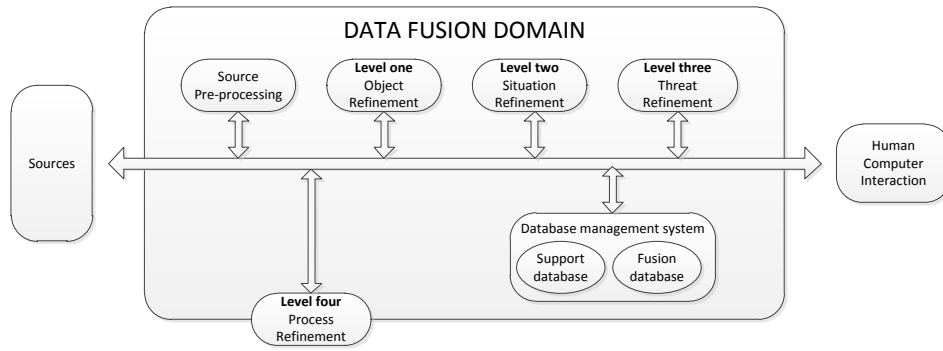 DATA FUSION DOMAIN
Sources
Source
Pre-processing
Level one
Object
Refinement
Level two
Situation
Refinement
Level three
Threat
Refinement
Human
Computer
Interaction
Database management system
Support
database
Fusion
database
Level four
Process
Refinement